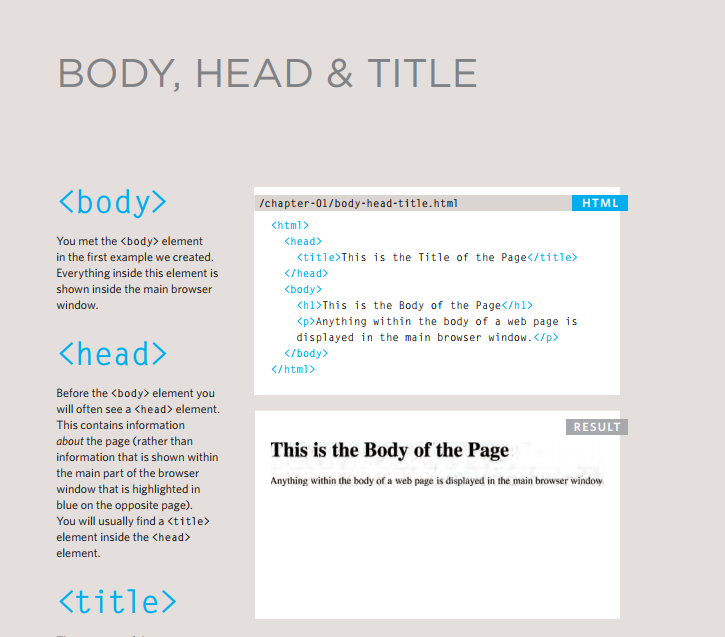 BODY, HEAD & TITLE
<body>
You met the <body> element
in the first example we created.
Everything inside this element is
shown inside the main browser
window.
<head>
Before the <body> element you
will often see a <head> element.
This contains information
about the page (rather than
information that is shown within
the main part of the browser
window that is highlighted in
blue on the opposite page).
You will usually find a <title>
element inside the <head>
element.
<title>
/chapter-01/body-head-title.html
HTML
<html>
<head>
<title>This is the Title of the Page</title>
</head>
<body>
<h1>This is the Body of the Page</h1>
<p>Anything within the body of a web page is
displayed in the main browser window.</p>
</body>
</html>
RESULT
This is the Body of the Page
Anything within the body of a web page is displayed in the main browser window.